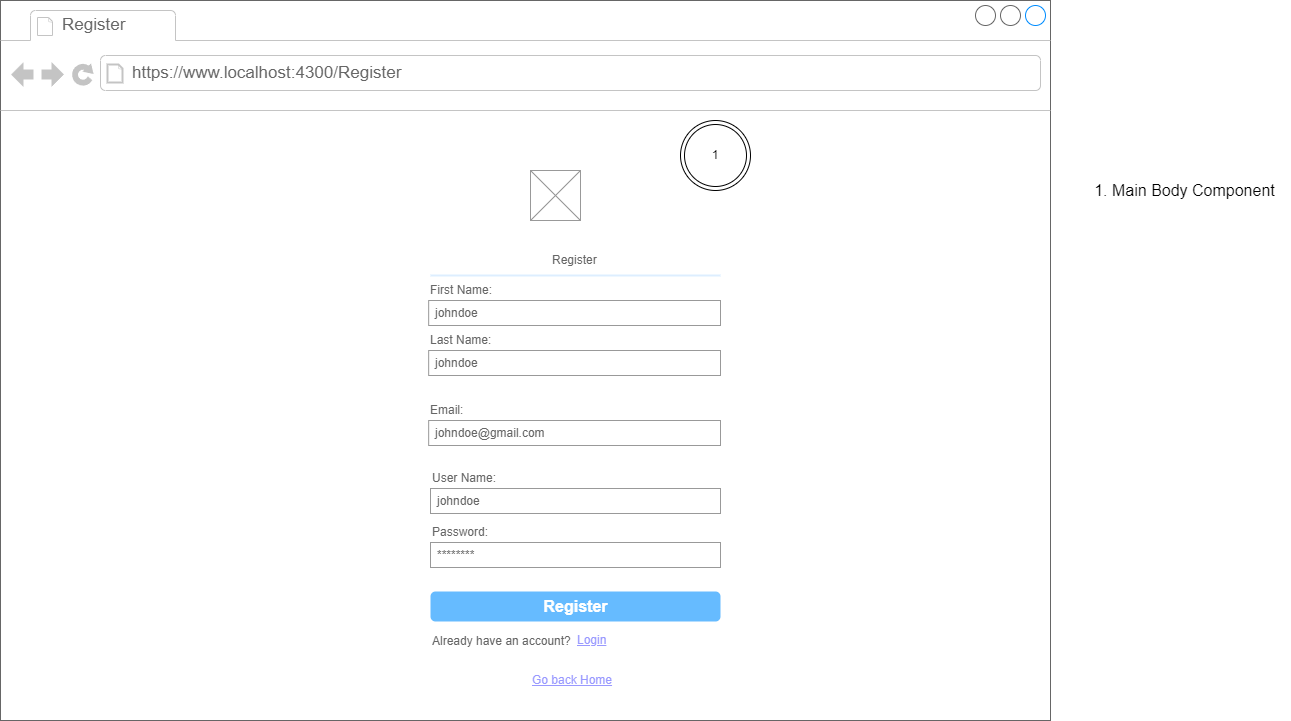 Register
https://www.localhost:4300/Register
1
1. Main Body Component
Register
First Name:
johndoe
Last Name:
johndoe
Email:
johndoe@gmail.com
User Name:
johndoe
Password:
********
Register
Already have an account? Login
Go back Home